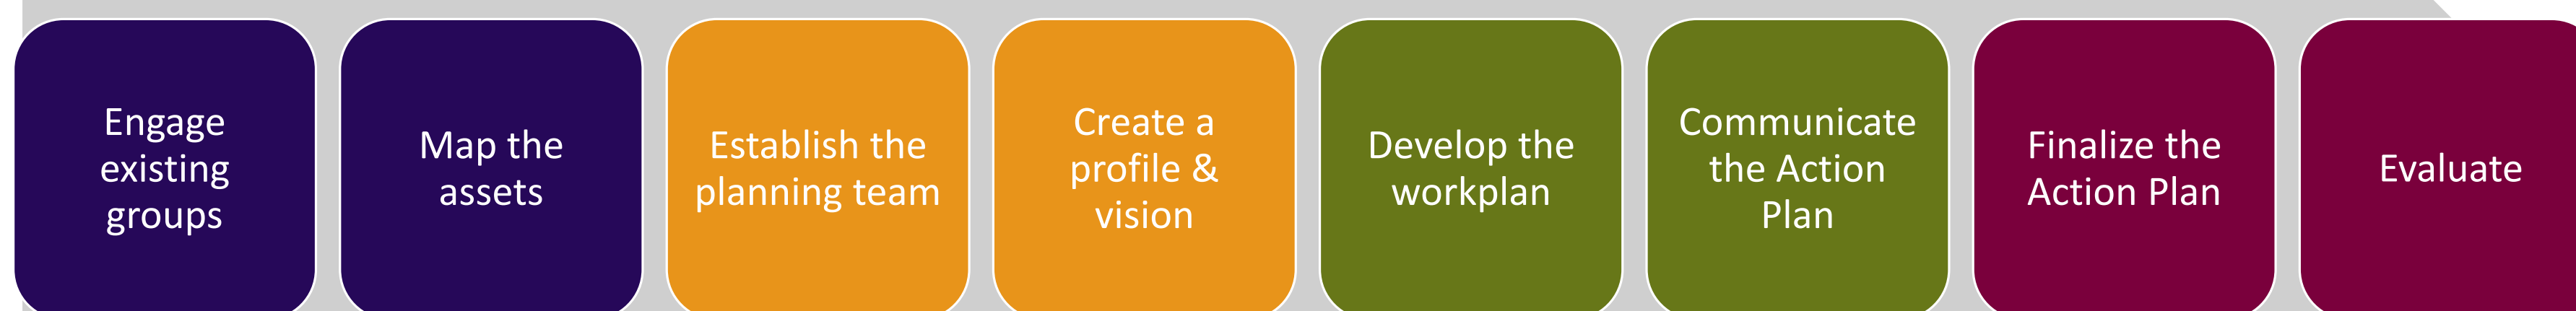 Engage
existing
groups
Map the
assets
Establish the
planning team
Create a
profile &
vision
Develop the
workplan
Communicate
the Action
Plan
Finalize the
Action Plan
Evaluate